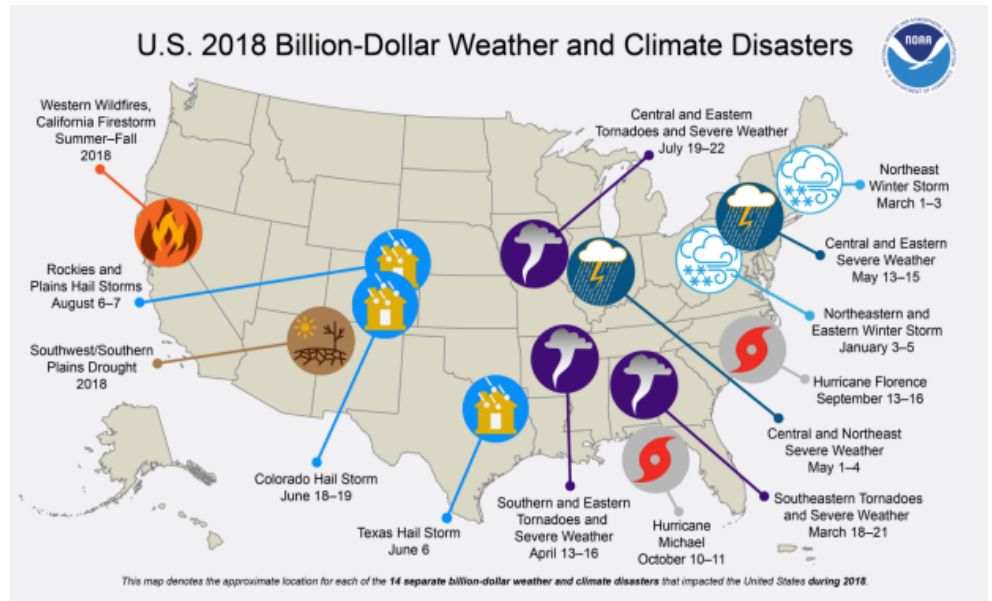 U.S. 2018 Billion-Dollar Weather and Climate Disasters
NOAA
Western Wildfires,
California Firestorm
Summer–Fall
2018
Central and Eastern
Tornadoes and Severe Weather
July 19–22
Northeast
Winter Storm
March 1–3
Central and Eastern
Severe Weather
May 13–15
Rockies and
Plains Hail Storms
August 6–7
Northeastern and
Eastern Winter Storm
January 3–5
Southwest/Southern
Plains Drought
2018
Hurricane Florence
September 13–16
Central and Northeast
Severe Weather
May 1–4
Colorado Hail Storm
June 18–19
Texas Hail Storm
June 6
Southern and Eastern
Tornadoes and
Severe Weather
April 13–16
Hurricane
Michael
October 10–11
Southeastern Tornadoes
and Severe Weather
March 18–21
This map denotes the approximate location for each of the 14 separate billion-dollar weather and climate disasters that impacted the United States during 2018.